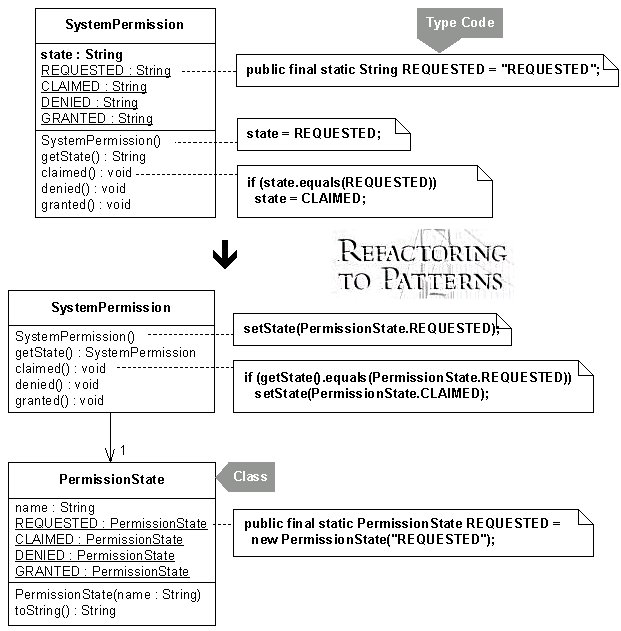 SystemPermission
Type Code
state : String
REQUESTED : String
CLAIMED : String
DENIED : String
GRANTED : String
public final static String REQUESTED = "REQUESTED";
SystemPermission()
getState() : String
claimed() : void
denied() : void
granted() : void
state = REQUESTED;
if (state.equals(REQUESTED))
state = CLAIMED;
REFACTORING
TO PATTERNS
SystemPermission
SystemPermission()
getState() : SystemPermission
claimed() : void
denied() : void
granted() : void
setState(PermissionState.REQUESTED);
if (getState().equals(PermissionState.REQUESTED))
setState(PermissionState.CLAIMED);
1
PermissionState
Class
name : String
REQUESTED : PermissionState
CLAIMED : PermissionState
DENIED : PermissionState
GRANTED : PermissionState
public final static PermissionState REQUESTED =
new PermissionState("REQUESTED");
PermissionState(name : String)
toString() : String